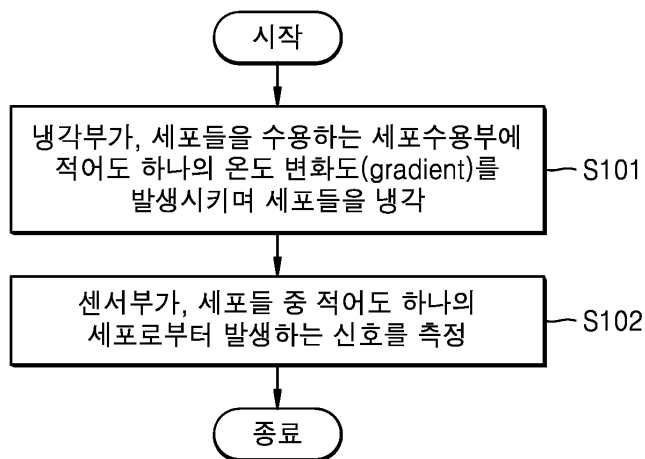 시작
냉각부가, 세포들을 수용하는 세포수용부에
적어도 하나의 온도 변화도(gradient)를
발생시키며 세포들을 냉각
S101
센서부가, 세포들 중 적어도 하나의
세포로부터 발생하는 신호를 측정
S102
종료